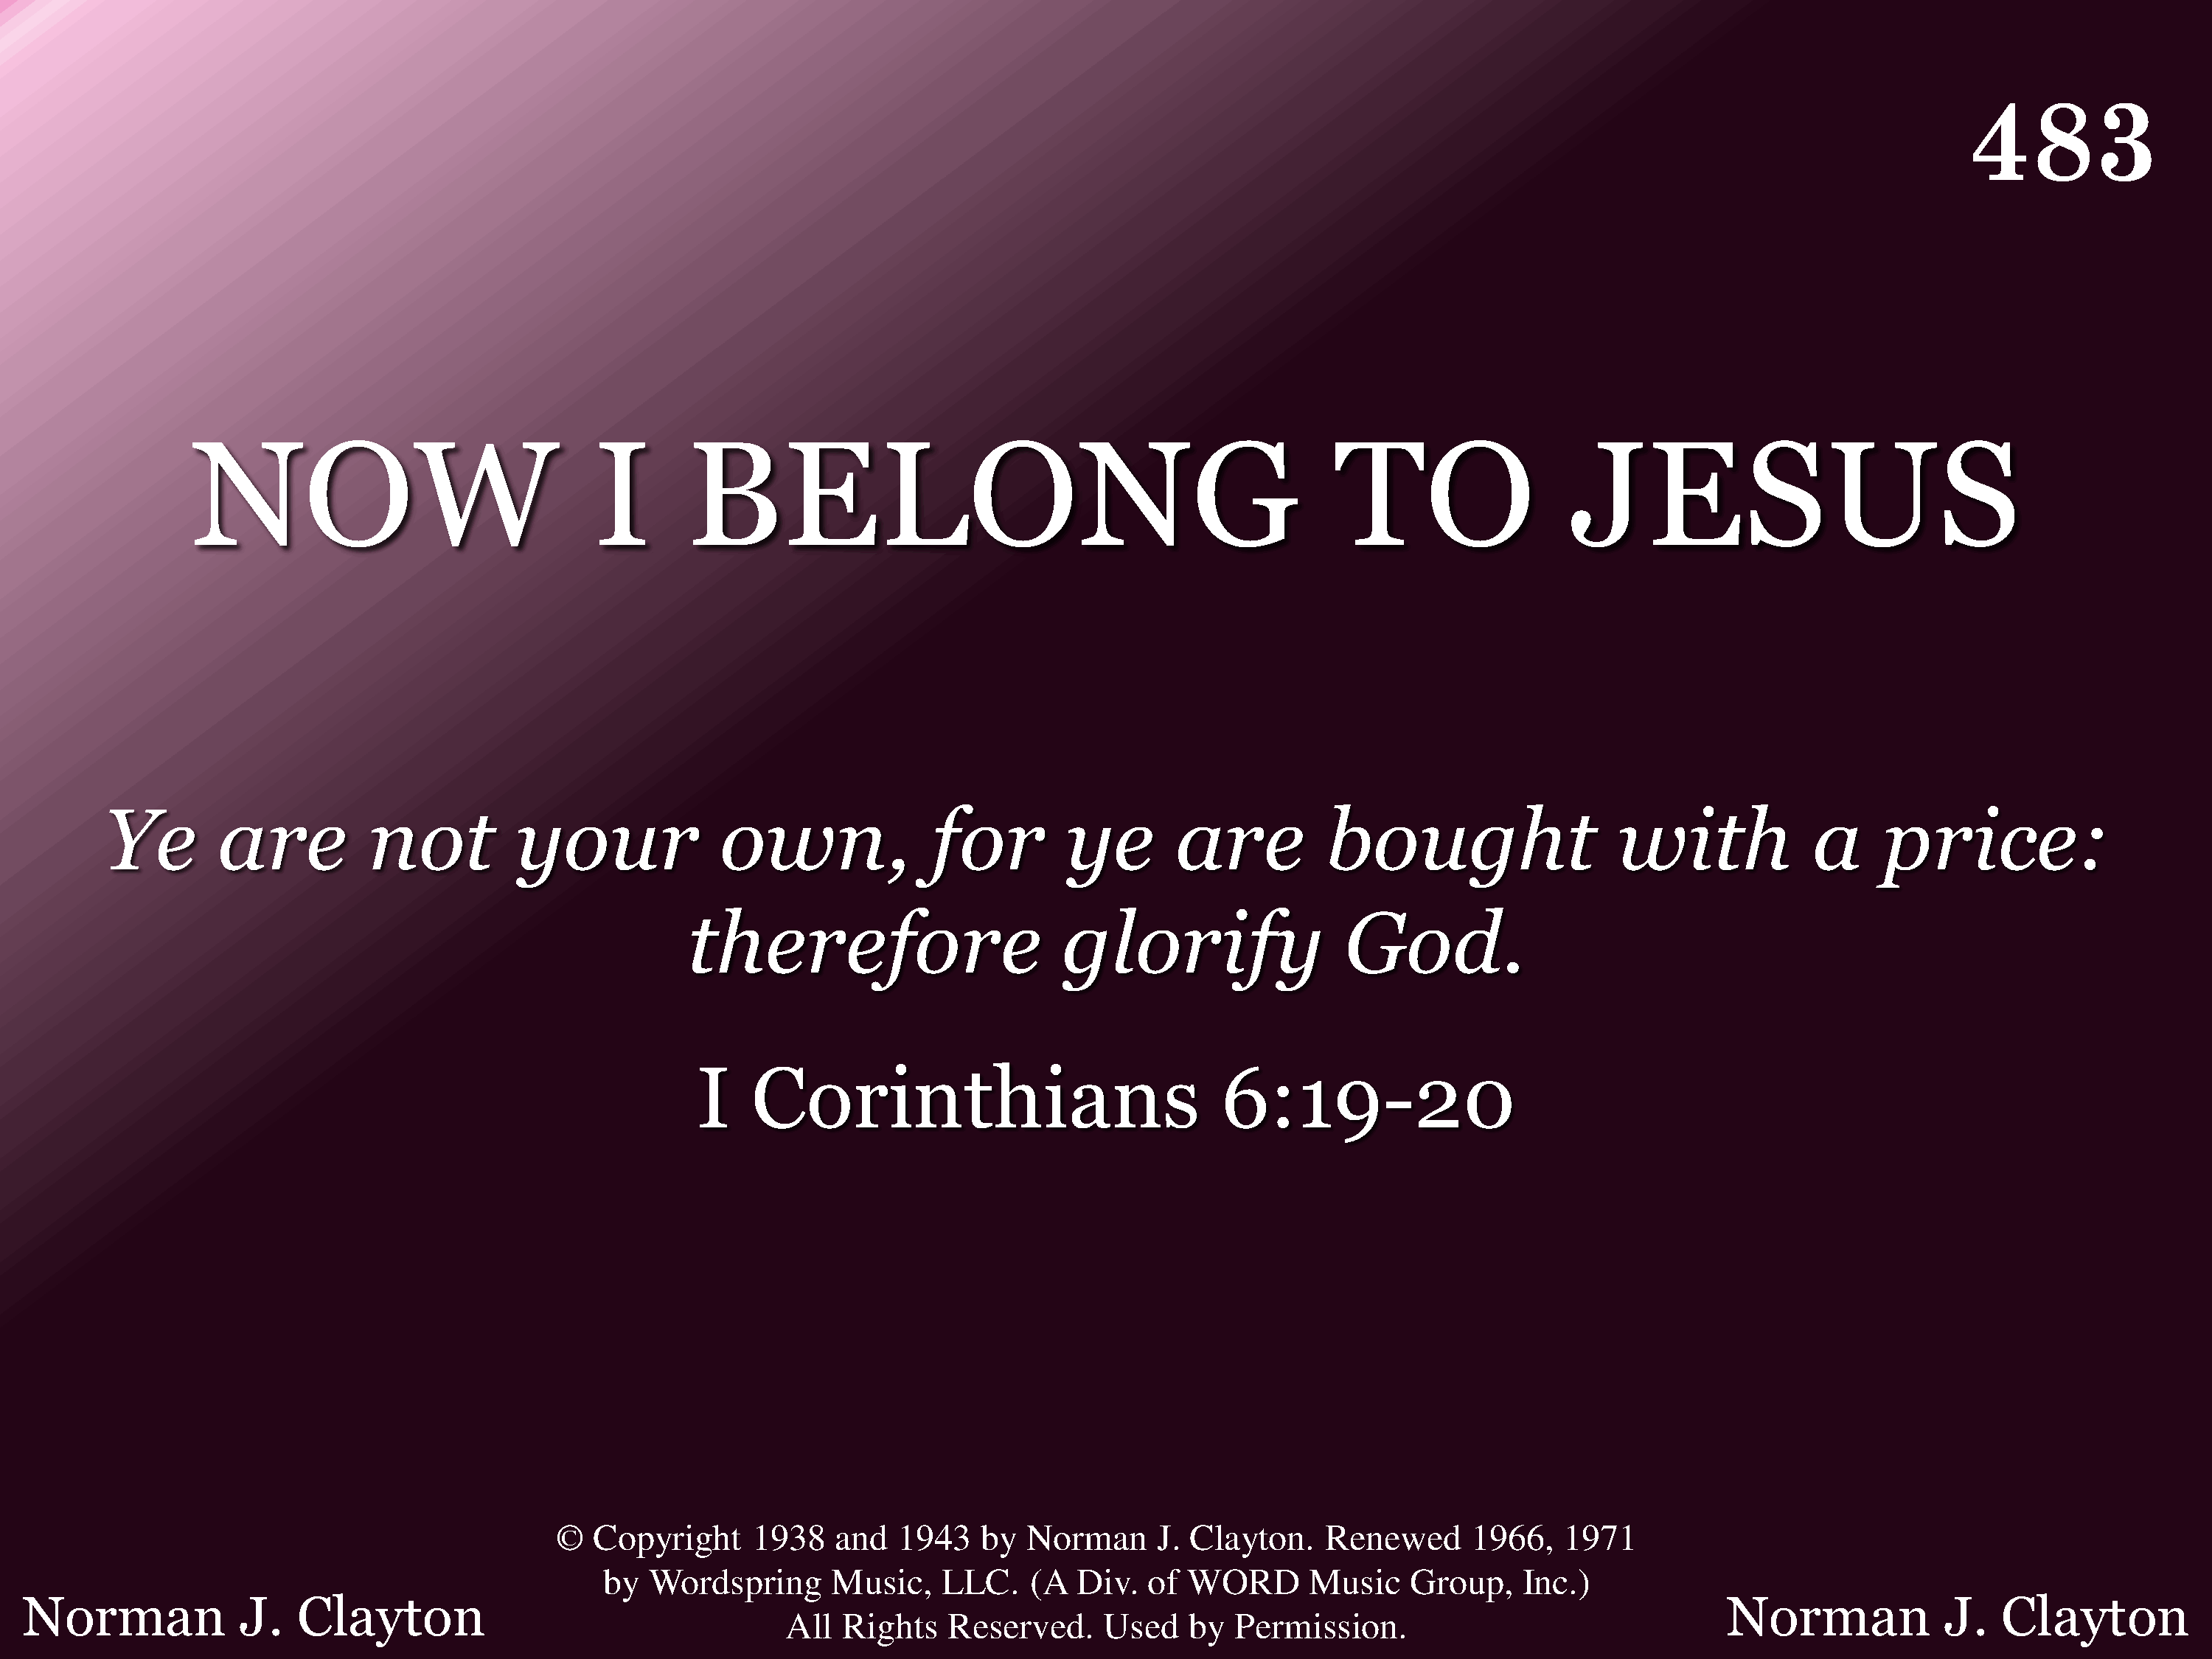 483
NOW I BELONG TO JESUS
Ye are not your own, for ye are bought with a price:
therefore glorify God.
I Corinthians 6:19-20
© Copyright 1938 and 1943 by Norman J. Clayton. Renewed 1966, 1971
by Wordspring Music, LLC. (A Div. of WORD Music Group, Inc.)
All Rights Reserved. Used by Permission.
Norman J. Clayton
Norman J. Clayton